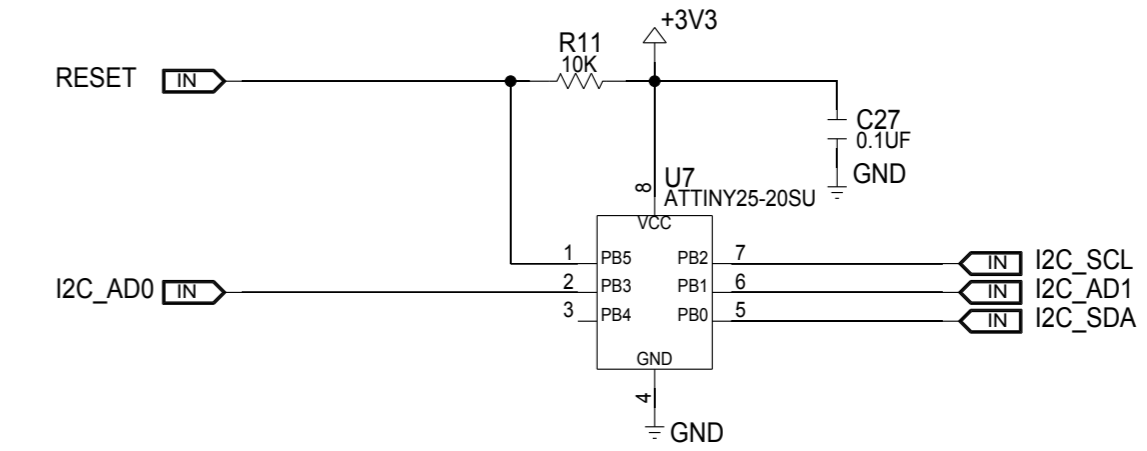 +3V3
R11
10K
RESET IN
C27
0.1UF
GND
8
U7
ATTINY25-20SU
VCC
1 PB5 PB2 7 IN I2C_SCL
I2C_AD0 IN 2 PB3 PB1 6 IN I2C_AD1
3 PB4 PB0 5 IN I2C_SDA
GND
4
GND